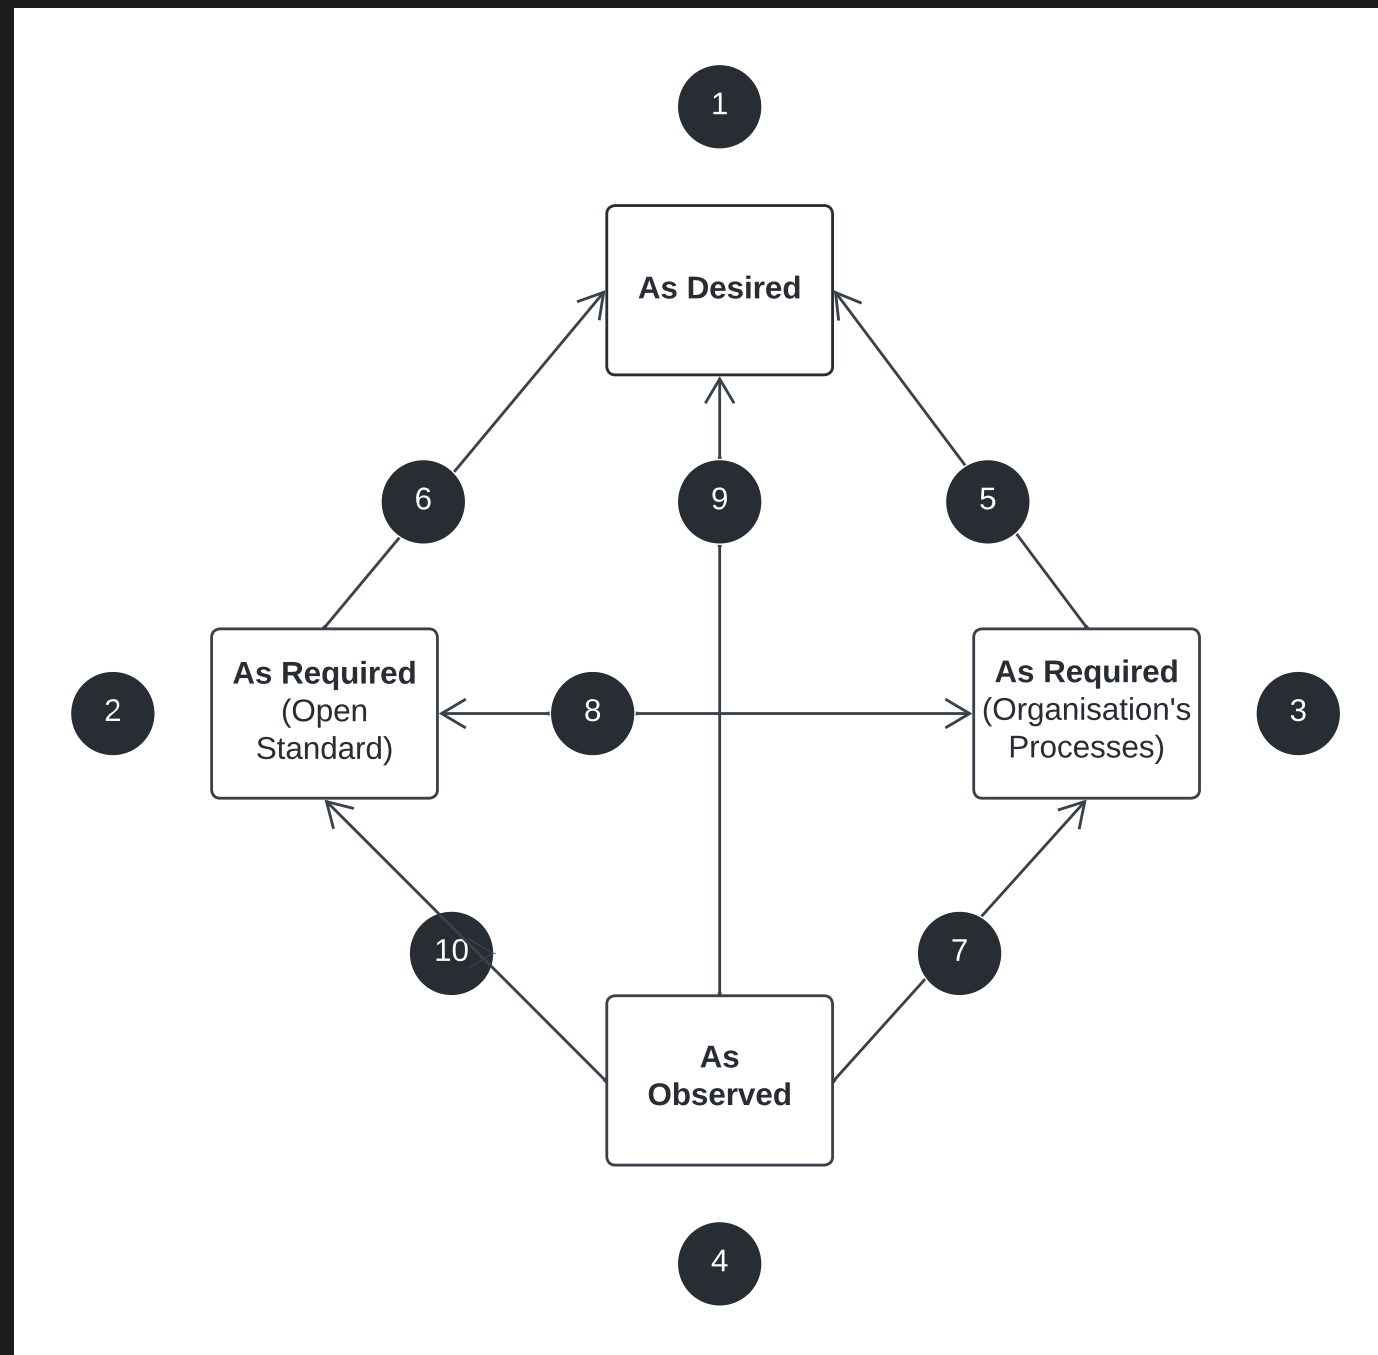 1
As Desired
6
9
5
As Required
(Open
Standard)
As Required
(Organisation's
Processes)
2
8
3
10
7
As
Observed
4